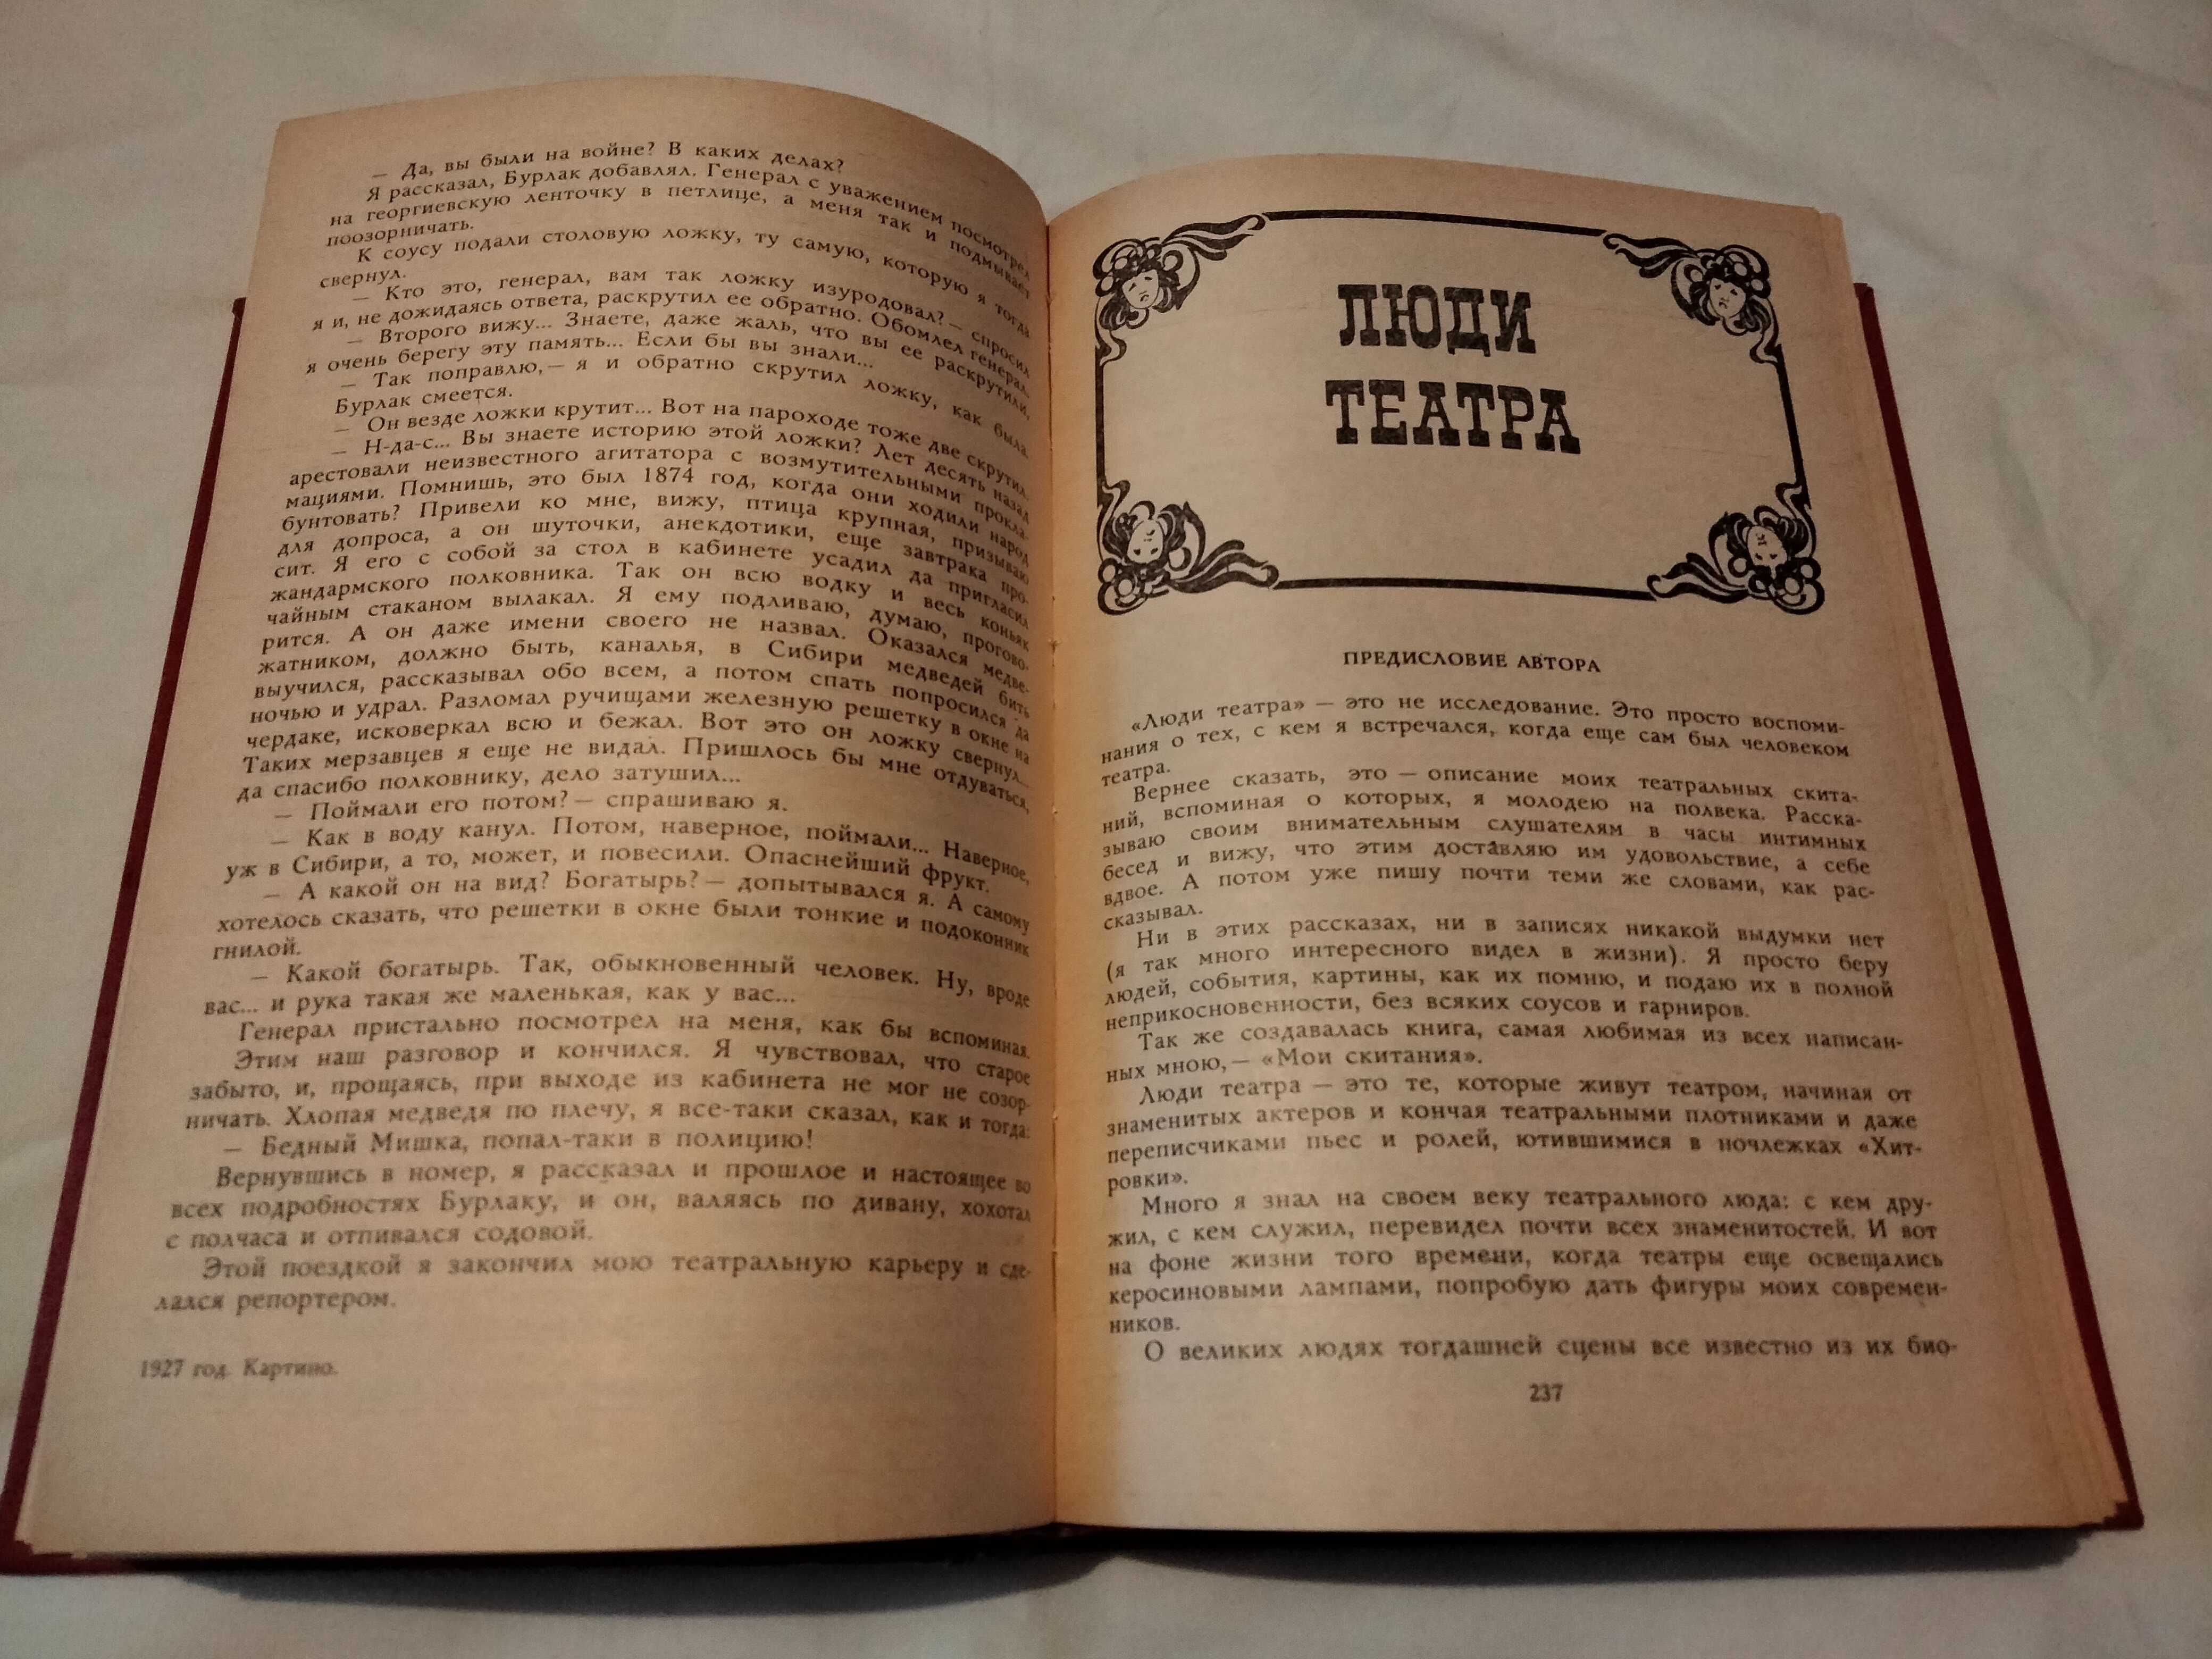 — Да, вы были на войне? В каких делах?
Я рассказал, Бурлак добавлял. Генерал с уважением посмотрел
на георгиевскую ленточку в петлице, а меня так и подмывает
поозорничать.
К соусу подали столовую ложку, ту самую, которую я тогда
свернул.
— Кто это, генерал, вам так ложку изуродовал? — спросил
я и, не дожидаясь ответа, раскрутил ее обратно. Обомлел генерал.
— Второго вижу... Знаете, даже жаль, что вы ее раскрутили,
я очень берегу эту память... Если бы вы знали...
— Так поправлю, — я и обратно скрутил ложку, как была.
Бурлак смеется.
— Он везде ложки крутит... Вот на пароходе тоже две скрутил.
— Н-да-с... Вы знаете историю этой ложки? Лет десять назад
арестовали неизвестного агитатора с возмутительными прокла-
мациями. Помнишь, это был 1874 год, когда они ходили народ
бунтовать? Привели ко мне, вижу, птица крупная, призываю
для допроса, а он шуточки, анекдотики, еще завтрака про-
сит. Я его с собой за стол в кабинете усадил да пригласил
жандармского полковника. Так он всю водку и весь коньяк
чайным стаканом вылакал. Я ему подливаю, думаю, прогово-
рится. А он даже имени своего не назвал. Оказался медве-
жатником, должно быть, каналья, в Сибири медведей бить
выучился, рассказывал обо всем, а потом спать попросился да
ночью и удрал. Разломал ручищами железную решетку в окне на
чердаке, исковеркал всю и бежал. Вот это он ложку свернул...
Таких мерзавцев я еще не видал. Пришлось бы мне отдуваться,
да спасибо полковнику, дело затушил...
— Поймали его потом? — спрашиваю я.
— Как в воду канул. Потом, наверное, поймали... Наверное,
уж в Сибири, а то, может, и повесили. Опаснейший фрукт.
— А какой он на вид? Богатырь? — допытывался я. А самому
хотелось сказать, что решетки в окне были тонкие и подоконник
гнилой.
— Какой богатырь. Так, обыкновенный человек. Ну, вроде
вас... и рука такая же маленькая, как у вас...
Генерал пристально посмотрел на меня, как бы вспоминая.
Этим наш разговор и кончился. Я чувствовал, что старое
забыто, и, прощаясь, при выходе из кабинета не мог не созор-
ничать. Хлопая медведя по плечу, я все-таки сказал, как и тогда:
— Бедный Мишка, попал-таки в полицию!
Вернувшись в номер, я рассказал и прошлое и настоящее во
всех подробностях Бурлаку, и он, валяясь по дивану, хохотал
с полчаса и отпивался содовой.
Этой поездкой я закончил мою театральную карьеру и сде-
лался репортером.
1927 год. Картино.
ЛЮДИ
ТЕАТРА
ПРЕДИСЛОВИЕ АВТОРА
«Люди театра» — это не исследование. Это просто воспоми-
нания о тех, с кем я встречался, когда еще сам был человеком
театра.
Вернее сказать, это — описание моих театральных скита-
ний, вспоминая о которых, я молодею на полвека. Расска-
зываю своим внимательным слушателям в часы интимных
бесед и вижу, что этим доставляю им удовольствие, а себе
вдвое. А потом уже пишу почти теми же словами, как рас-
сказывал.
Ни в этих рассказах, ни в записях никакой выдумки нет
(я так много интересного видел в жизни). Я просто беру
людей, события, картины, как их помню, и подаю их в полной
неприкосновенности, без всяких соусов и гарниров.
Так же создавалась книга, самая любимая из всех написан-
ных мною, — «Мои скитания».
Люди театра — это те, которые живут театром, начиная от
знаменитых актеров и кончая театральными плотниками и даже
переписчиками пьес и ролей, ютившимися в ночлежках «Хит-
ровки».
Много я знал на своем веку театрального люда: с кем дру-
жил, с кем служил, перевидел почти всех знаменитостей. И вот
на фоне жизни того времени, когда театры еще освещались
керосиновыми лампами, попробую дать фигуры моих современ-
ников.
О великих людях тогдашней сцены все известно из их био-
237